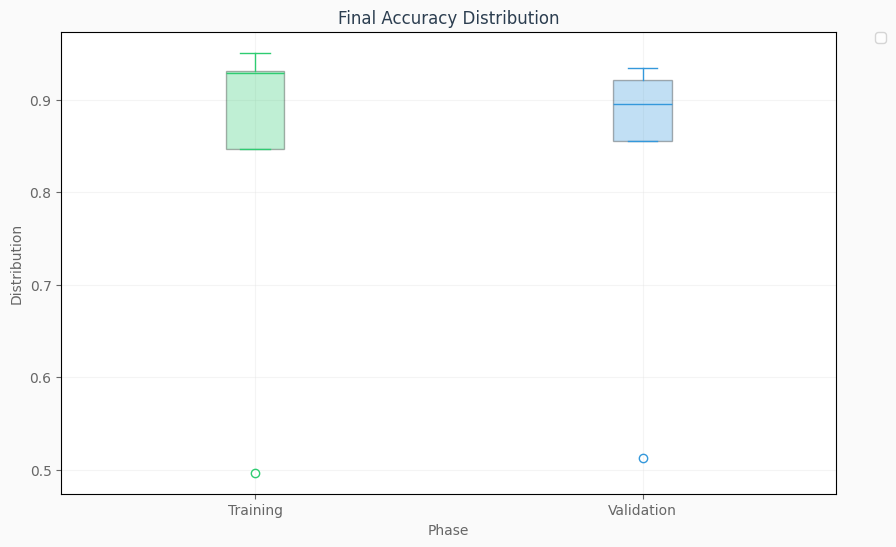 Final Accuracy Distribution
0.9
0.8
0.7
0.6
0.5
Distribution
Training
Validation
Phase